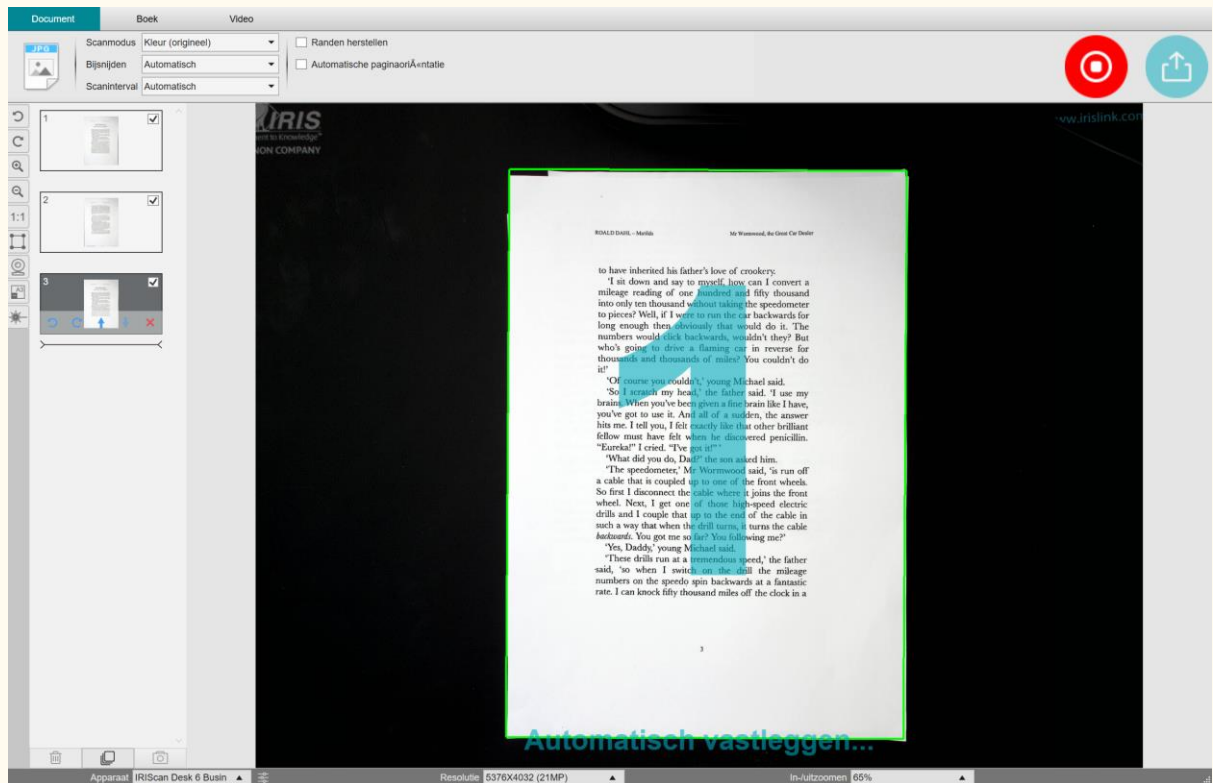 Document Boek Video
JPG
Scanmodus Kleur (origineel)
Randen herstellen
Bijsnijden Automatisch
Automatische paginaoriÄ«ntatie
Scaninterval Automatisch
1
2
3
1:1
IRIS
to Knowledge
NON COMPANY
ww.irislink.com
ROALD DAHL – Matilda Mr Wormwood, the Great Car Dealer
to have inherited his father's love of crookery.
'I sit down and say to myself, how can I convert a
mileage reading of one hundred and fifty thousand
into only ten thousand without taking the speedometer
to pieces? Well, if I were to run the car backwards for
long enough then obviously that would do it. The
numbers would click backwards, wouldn't they? But
who's going to drive a flaming car in reverse for
thousands and thousands of miles? You couldn't do
it!'
'Of course you couldn't,' young Michael said.
'So I scratch my head,' the father said. 'I use my
brains. When you've been given a fine brain like I have,
you've got to use it. And all of a sudden, the answer
hits me. I tell you, I felt exactly like that other brilliant
fellow must have felt when he discovered penicillin.
"Eureka!" I cried. "I've got it!"'
'What did you do, Dad?' the son asked him.
'The speedometer,' Mr Wormwood said, 'is run off
a cable that is coupled up to one of the front wheels.
So first I disconnect the cable where it joins the front
wheel. Next, I get one of those high-speed electric
drills and I couple that up to the end of the cable in
such a way that when the drill turns, it turns the cable
backwards. You got me so far? You following me?'
'Yes, Daddy,' young Michael said.
'These drills run at a tremendous speed,' the father
said, 'so when I switch on the drill the mileage
numbers on the speedo spin backwards at a fantastic
rate. I can knock fifty thousand miles off the clock in a
3
1
Automatisch vastleggen...
Apparaat IRIScan Desk 6 Busin Resolutie 5376X4032 (21MP) In-/uitzoomen 65%